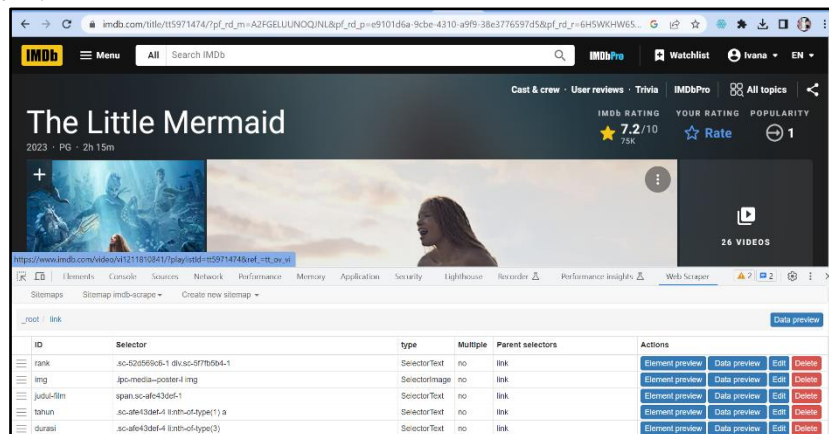 imdb.com/title/tt5971474/?pf_rd_m=A2FGELUUNOQJNL&pf_rd_p=e9101d6a-9cbe-4310-a9f9-38e3776597d5&pf_rd_r=6H5WKHW65...
IMDb Menu All Search IMDb IMDbPro Watchlist Ivana EN
Cast & crew · User reviews · Trivia IMDbPro All topics
The Little Mermaid
2023 · PG · 2h 15m
IMDb RATING YOUR RATING POPULARITY
7.2/10 Rate 1
75K
26 VIDEOS
https://www.imdb.com/video/vi1211810841/?playlistId=tt5971474&ref_=tt_ov_vi
Elements Console Sources Network Performance Memory Application Security Lighthouse Recorder Performance insights Web Scraper 2 2
Sitemaps Sitemap imdb-scrape Create new sitemap
_root / link Data preview
ID Selector type Multiple Parent selectors Actions
rank .sc-52d569c6-1 div.sc-5f7fb5b4-1 SelectorText no link Element preview Data preview Edit Delete
img .ipc-media--poster-l img SelectorImage no link Element preview Data preview Edit Delete
judul-film span.sc-afe43def-1 SelectorText no link Element preview Data preview Edit Delete
tahun .sc-afe43def-4 li:nth-of-type(1) a SelectorText no link Element preview Data preview Edit Delete
durasi .sc-afe43def-4 li:nth-of-type(3) SelectorText no link Element preview Data preview Edit Delete